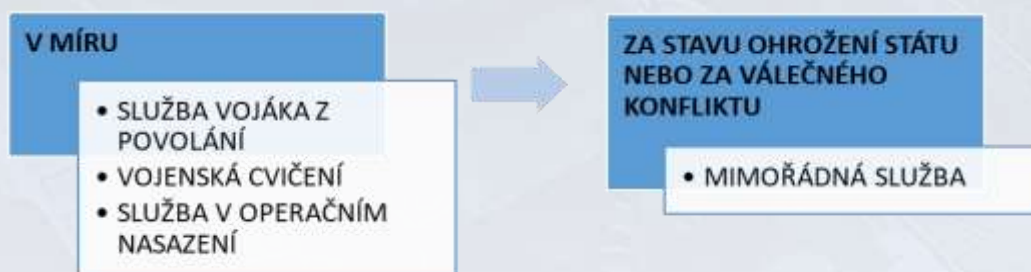 V MÍRU
• SLUŽBA VOJÁKA Z
POVOLÁNÍ
• VOJENSKÁ CVIČENÍ
• SLUŽBA V OPERAČNÍM
NASAZENÍ
ZA STAVU OHROŽENÍ STÁTU
NEBO ZA VÁLEČNÉHO
KONFLIKTU
• MIMOŘÁDNÁ SLUŽBA